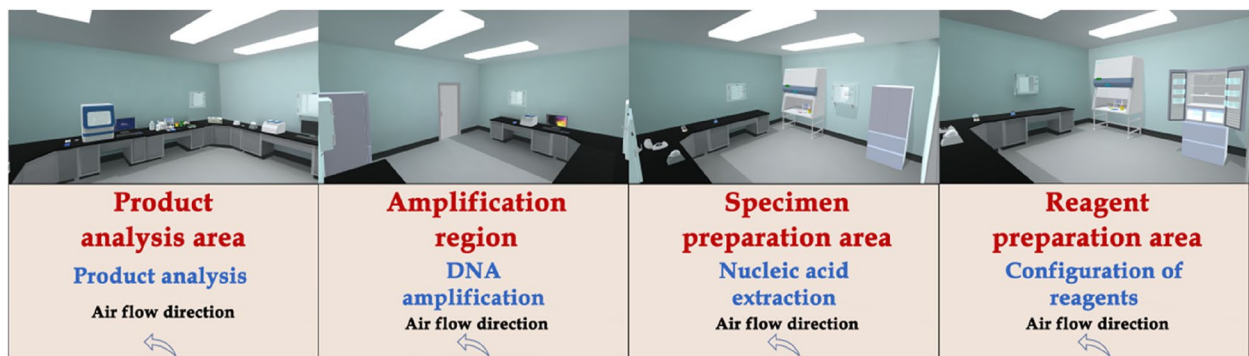 Product
analysis area
Product analysis
Air flow direction
Amplification
region
DNA
amplification
Air flow direction
Specimen
preparation area
Nucleic acid
extraction
Air flow direction
Reagent
preparation area
Configuration of
reagents
Air flow direction